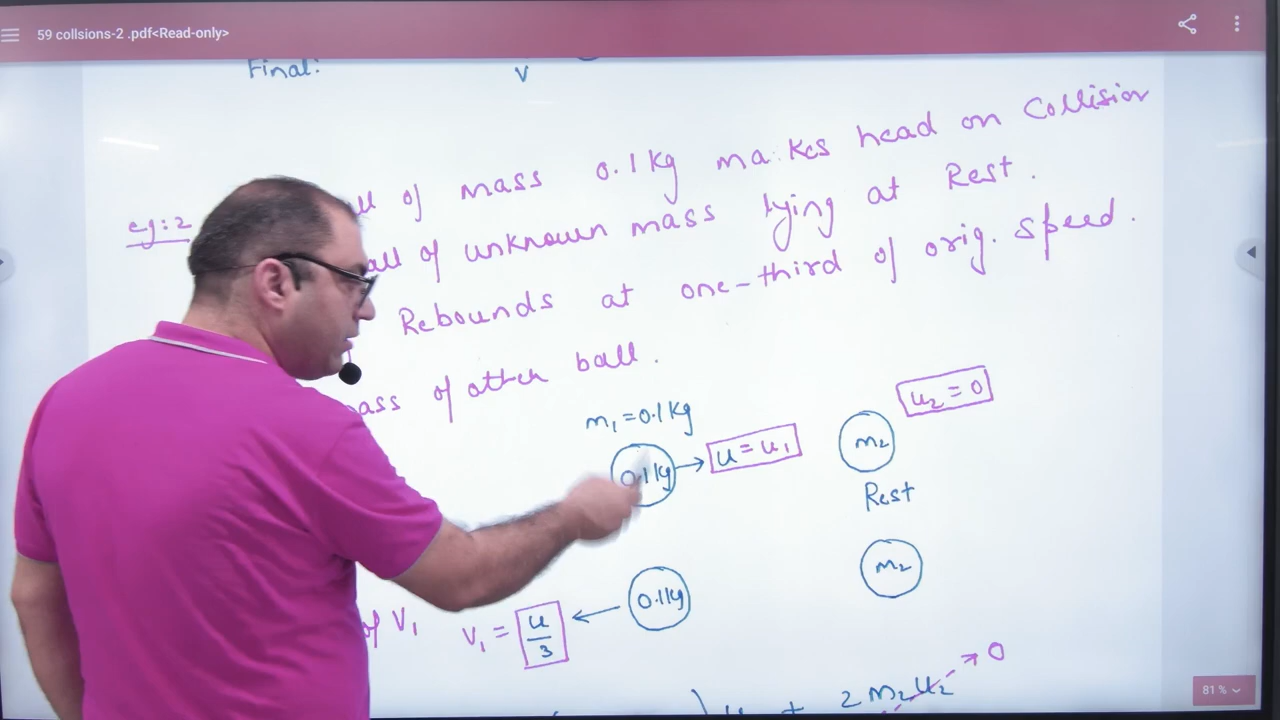 59 collsions-2 .pdf<Read-only>
Final:
V
eg:2 of mass 0.1 kg makes head on Collision
of unknown mass lying at Rest.
Rebounds at one-third of orig. speed.
of other ball.
m₁ = 0.1 kg
u₂ = 0
0.1 kg → u = u₁
m₂
Rest
m₂
0.1 kg
of V₁ V₁ = u/3
→ 0
+ 2 m₂ u₂
81 %